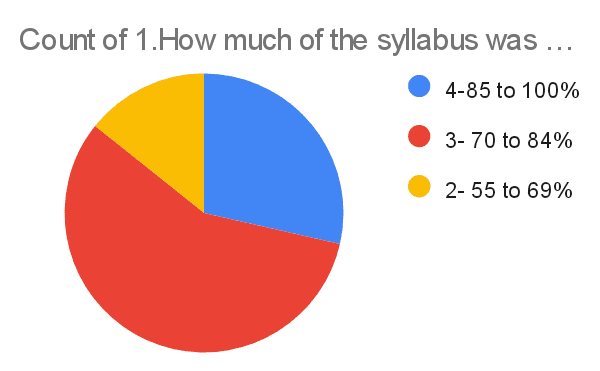 Count of 1.How much of the syllabus was …
4-85 to 100%
3- 70 to 84%
2- 55 to 69%